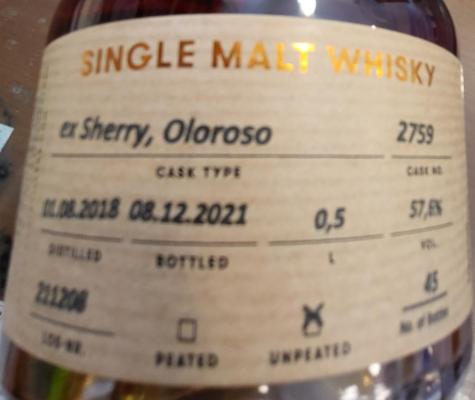 SINGLE MALT WHISKY
ex Sherry, Oloroso 2759
CASK TYPE CASK NO.
01.08.2018 08.12.2021 0,5 57,6%
DISTILLED BOTTLED L VOL.
211208 45
LOS-NR. PEATED UNPEATED No. of Bottles